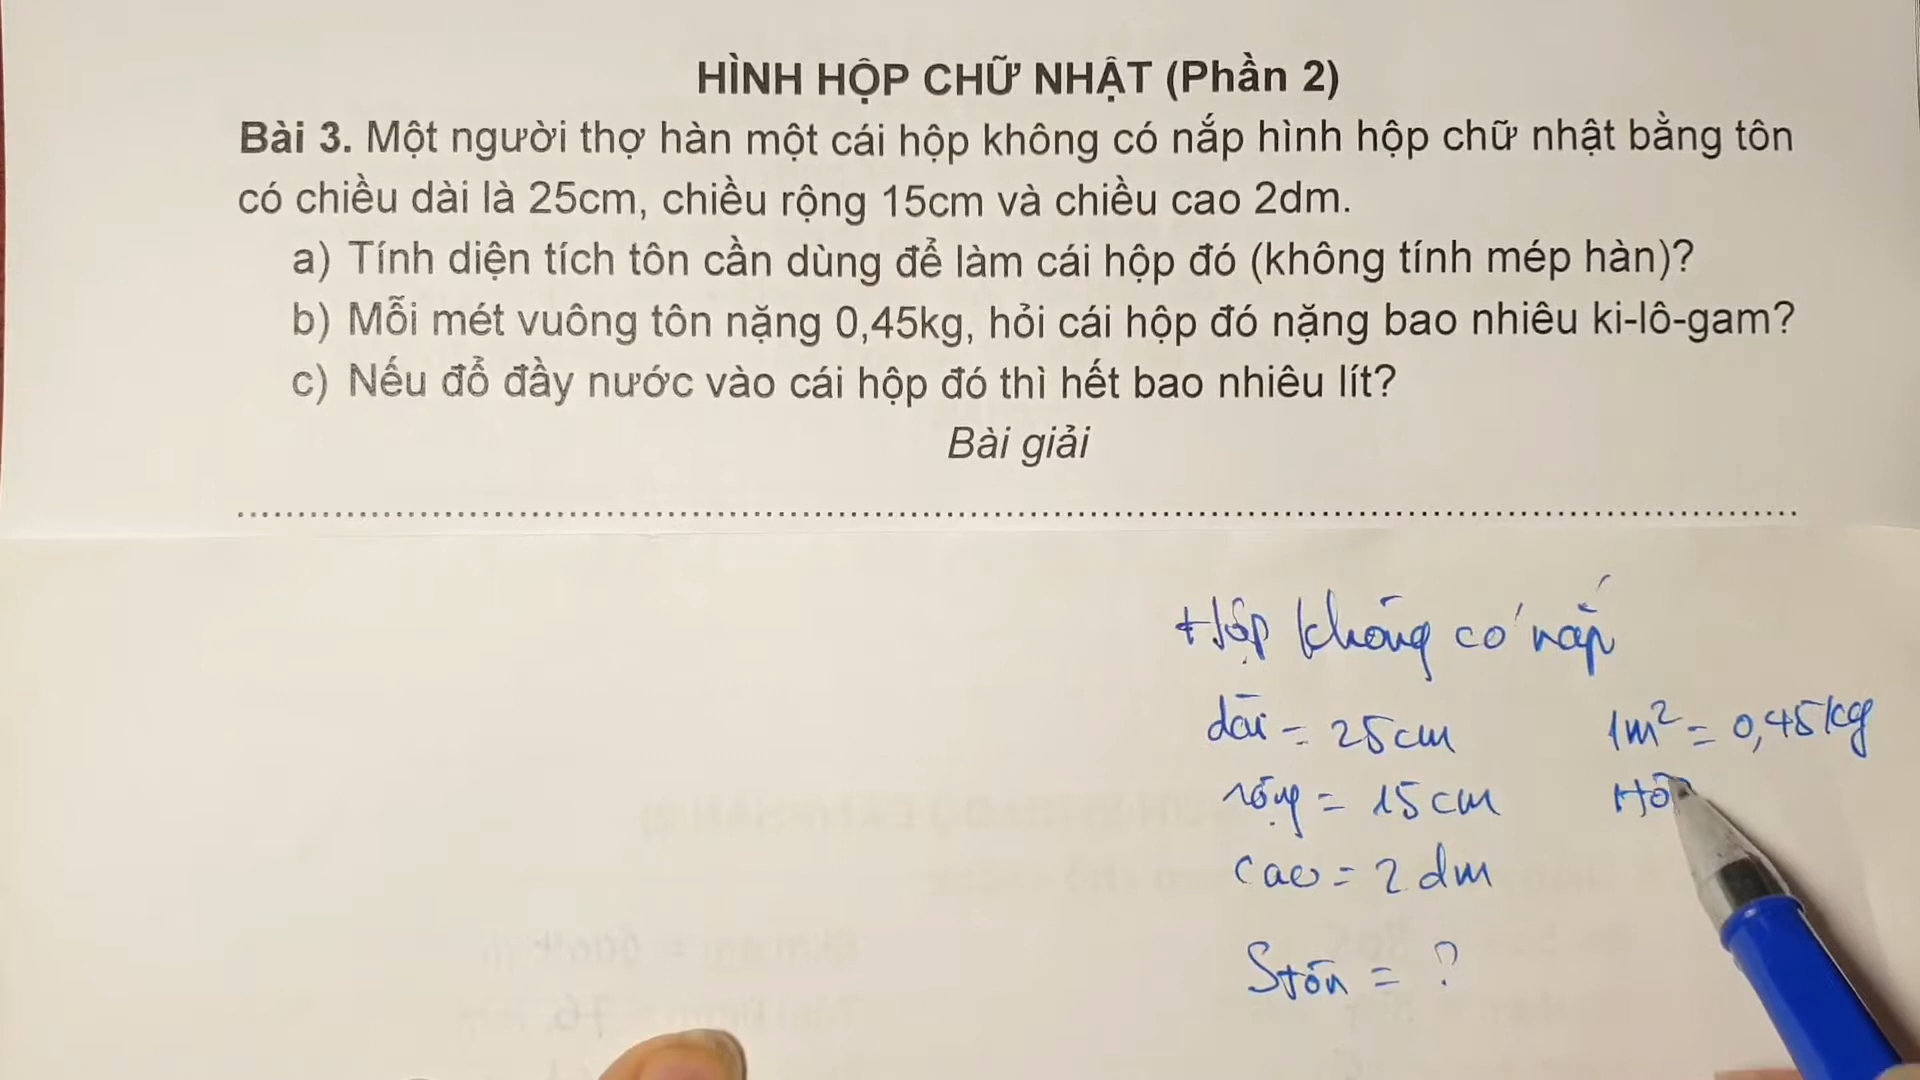 HÌNH HỘP CHỮ NHẬT (Phần 2)
Bài 3. Một người thợ hàn một cái hộp không có nắp hình hộp chữ nhật bằng tôn
có chiều dài là 25cm, chiều rộng 15cm và chiều cao 2dm.
a) Tính diện tích tôn cần dùng để làm cái hộp đó (không tính mép hàn)?
b) Mỗi mét vuông tôn nặng 0,45kg, hỏi cái hộp đó nặng bao nhiêu ki-lô-gam?
c) Nếu đổ đầy nước vào cái hộp đó thì hết bao nhiêu lít?
Bài giải
Hộp không có nắp
dài = 25cm
1m² = 0,45kg
rộng = 15cm
Hộ
cao = 2dm
Stôn = ?